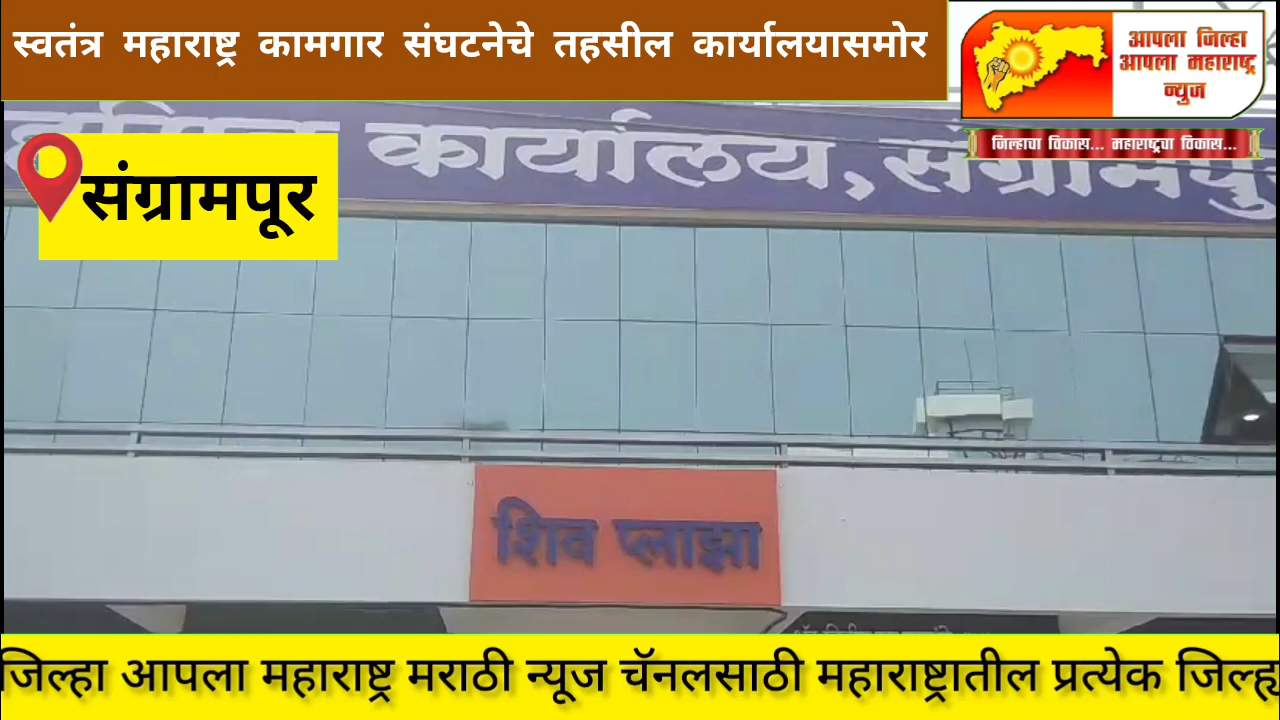 स्वतंत्र महाराष्ट्र कामगार संघटनेचे तहसील कार्यालयासमोर
आपला जिल्हा
आपला महाराष्ट्र
न्युज
जिल्हाचा विकास... महाराष्ट्रचा विकास...
कार्यालय, संग्रामपुर
संग्रामपूर
शिव प्लाझा
जिल्हा आपला महाराष्ट्र मराठी न्यूज चॅनलसाठी महाराष्ट्रातील प्रत्येक